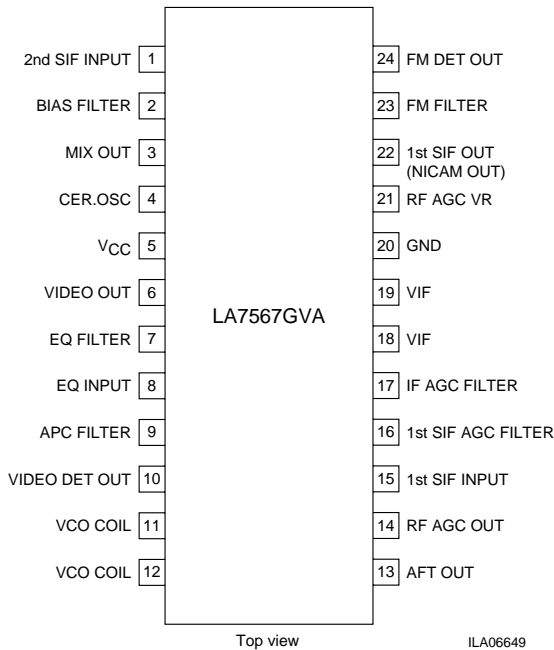 2nd SIF INPUT 1
BIAS FILTER 2
MIX OUT 3
CER.OSC 4
VCC 5
VIDEO OUT 6
EQ FILTER 7
EQ INPUT 8
APC FILTER 9
VIDEO DET OUT 10
VCO COIL 11
VCO COIL 12
LA7567GVA
24 FM DET OUT
23 FM FILTER
22 1st SIF OUT
(NICAM OUT)
21 RF AGC VR
20 GND
19 VIF
18 VIF
17 IF AGC FILTER
16 1st SIF AGC FILTER
15 1st SIF INPUT
14 RF AGC OUT
13 AFT OUT
Top view
ILA06649